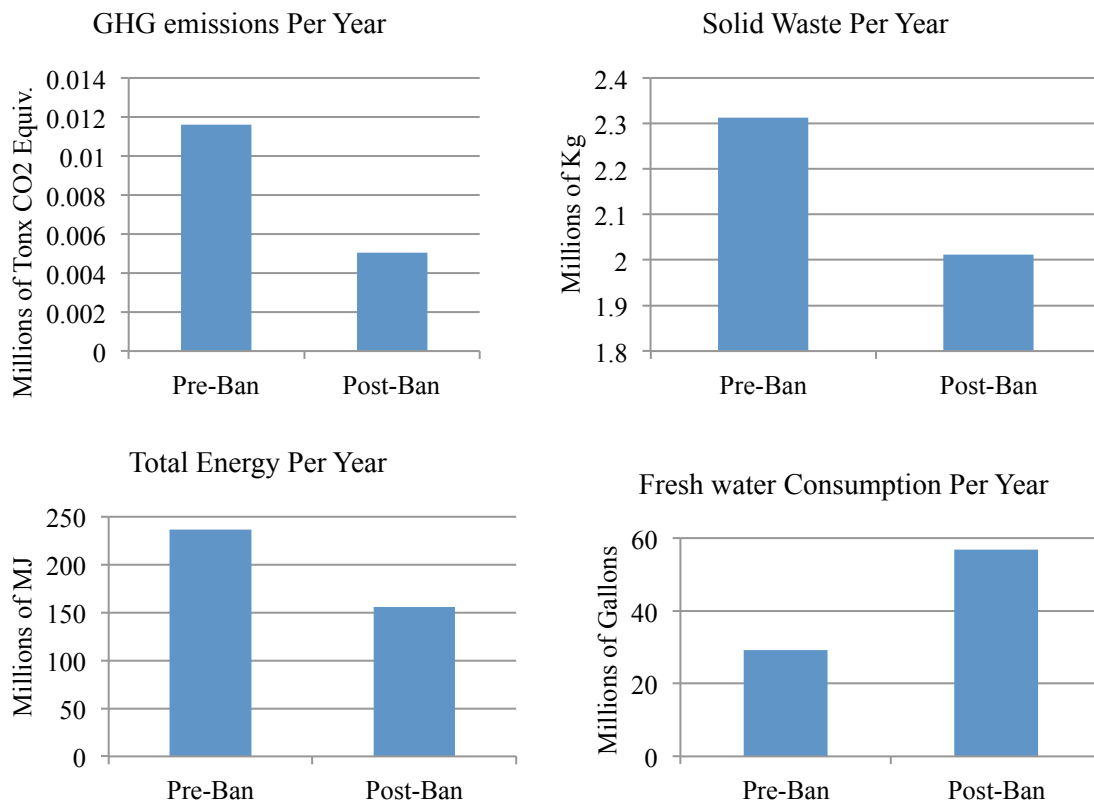 GHG emissions Per Year
Millions of Tonx CO2 Equiv.
0.014
0.012
0.01
0.008
0.006
0.004
0.002
0
Pre-Ban Post-Ban
Solid Waste Per Year
Millions of Kg
2.4
2.3
2.2
2.1
2
1.9
1.8
Pre-Ban Post-Ban
Total Energy Per Year
Millions of MJ
250
200
150
100
50
0
Pre-Ban Post-Ban
Fresh water Consumption Per Year
Millions of Gallons
60
40
20
0
Pre-Ban Post-Ban